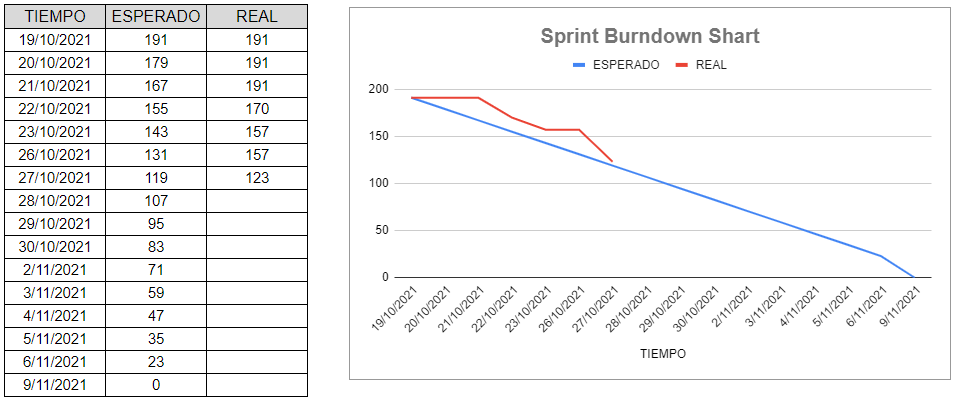 TIEMPO ESPERADO REAL
19/10/2021 191 191
20/10/2021 179 191
21/10/2021 167 191
22/10/2021 155 170
23/10/2021 143 157
26/10/2021 131 157
27/10/2021 119 123
28/10/2021 107
29/10/2021 95
30/10/2021 83
2/11/2021 71
3/11/2021 59
4/11/2021 47
5/11/2021 35
6/11/2021 23
9/11/2021 0
Sprint Burndown Shart
ESPERADO REAL
200
150
100
50
0
19/10/2021 20/10/2021 21/10/2021 22/10/2021 23/10/2021 26/10/2021 27/10/2021 28/10/2021 29/10/2021 30/10/2021 2/11/2021 3/11/2021 4/11/2021 5/11/2021 6/11/2021 9/11/2021
TIEMPO